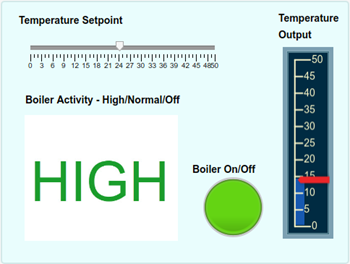 Temperature Setpoint
0 3 6 9 12 15 18 21 24 27 30 33 36 39 42 45 4850
Boiler Activity - High/Normal/Off
HIGH
Boiler On/Off
Temperature
Output
50
45
40
35
30
25
20
15
10
5
0